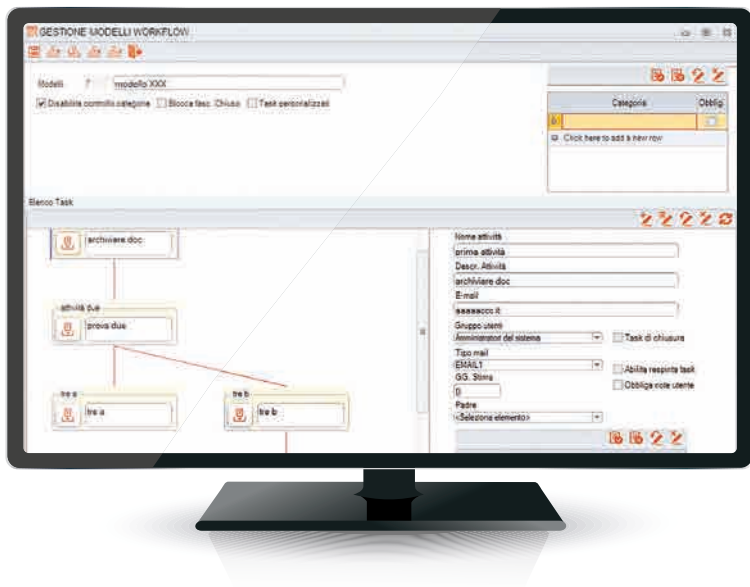 GESTIONE MODELLI WORKFLOW
Modelli 7 modello XXX
Disabilita controllo categorie Blocca fasc. Chiuso Task personalizzati
Categoria Obblig
Click here to add a new row
Elenco Task
archiviare doc
attività due
prova due
tre a
tre a
tre b
tre b
Nome attività
prima attività
Descr. Attività
archiviare doc
E-mail
Gruppo utenti
Amministratori del sistema Task di chiusura
Tipo mail
EMAIL1 Abilita respinta task
GG. Stima
0 Obbliga note utente
Padre
<Seleziona elemento>